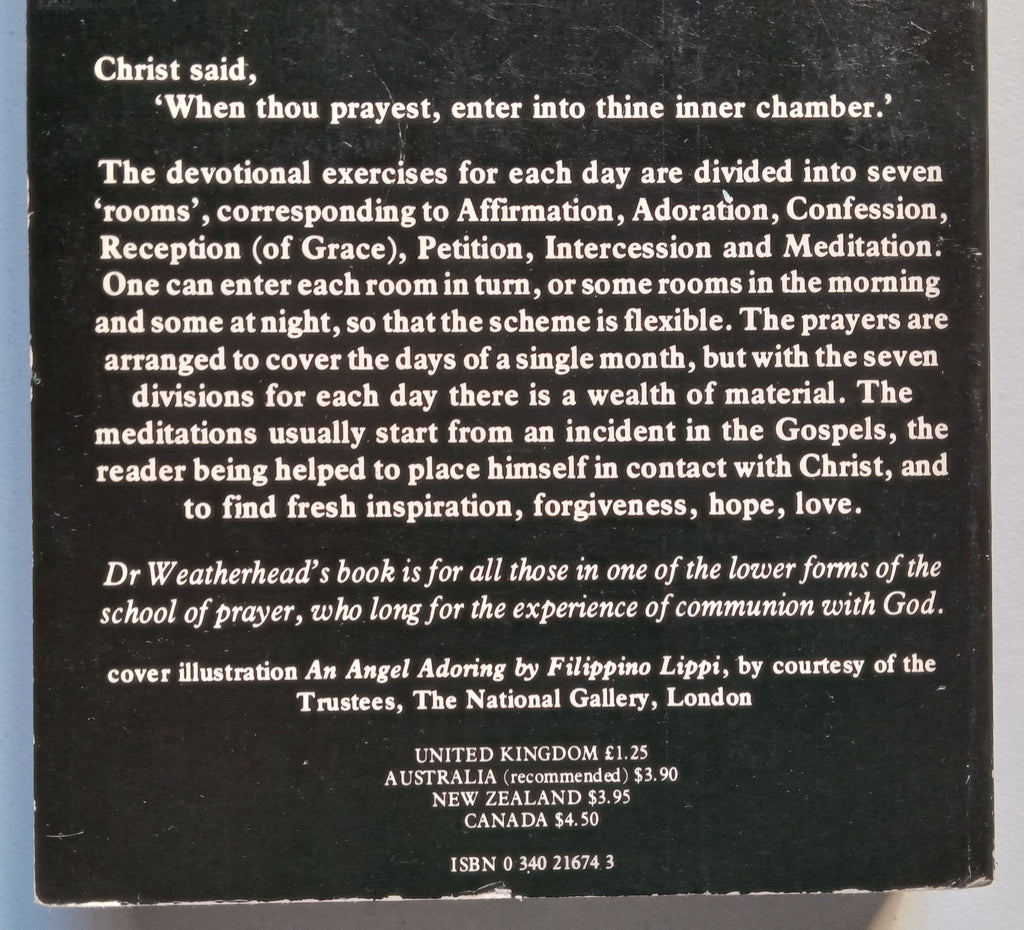 Christ said,
'When thou prayest, enter into thine inner chamber.'
The devotional exercises for each day are divided into seven
'rooms', corresponding to Affirmation, Adoration, Confession,
Reception (of Grace), Petition, Intercession and Meditation.
One can enter each room in turn, or some rooms in the morning
and some at night, so that the scheme is flexible. The prayers are
arranged to cover the days of a single month, but with the seven
divisions for each day there is a wealth of material. The
meditations usually start from an incident in the Gospels, the
reader being helped to place himself in contact with Christ, and
to find fresh inspiration, forgiveness, hope, love.
Dr Weatherhead's book is for all those in one of the lower forms of the
school of prayer, who long for the experience of communion with God.
cover illustration An Angel Adoring by Filippino Lippi, by courtesy of the
Trustees, The National Gallery, London
UNITED KINGDOM £1.25
AUSTRALIA (recommended) $3.90
NEW ZEALAND $3.95
CANADA $4.50
ISBN 0 340 21674 3